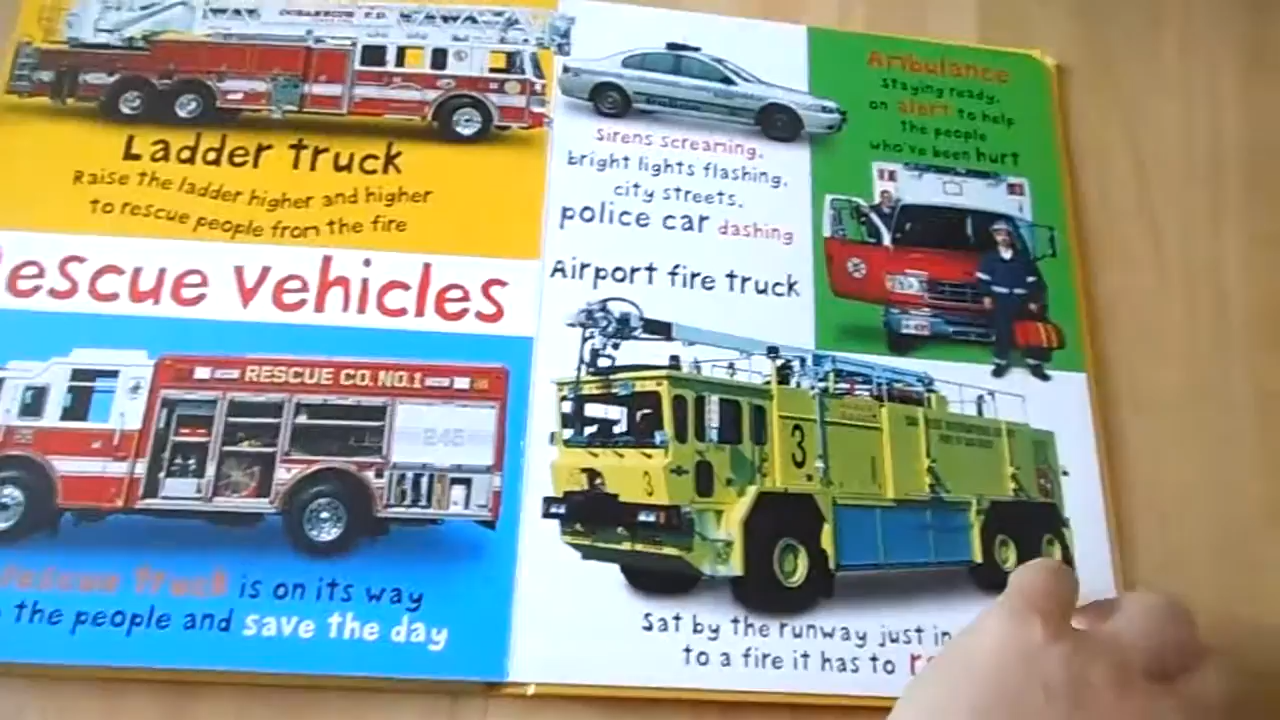 Ladder truck
Raise the ladder higher and higher
to rescue people from the fire
escue vehicles
RESCUE CO. NO.1
245
rescue truck is on its way
the people and save the day
Sirens screaming,
bright lights flashing,
city streets,
police car dashing
Ambulance
Staying ready,
on alert to help
the people
who've been hurt
Airport fire truck
3
3
Sat by the runway just in
to a fire it has to